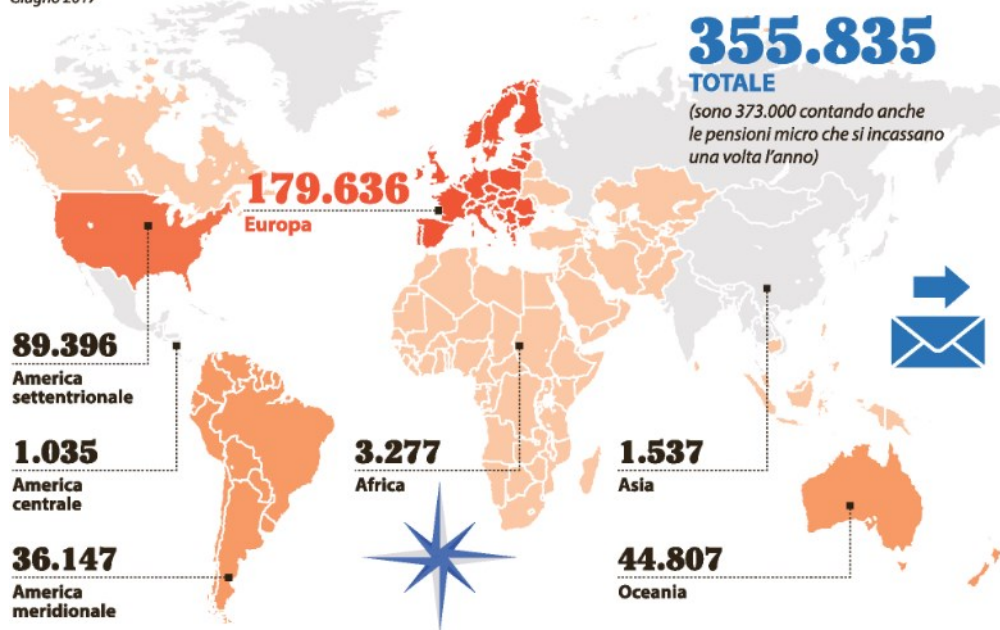 Giugno 2019
355.835
TOTALE
(sono 373.000 contando anche
le pensioni micro che si incassano
una volta l'anno)
179.636
Europa
89.396
America
settentrionale
1.035
America
centrale
3.277
Africa
1.537
Asia
36.147
America
meridionale
44.807
Oceania